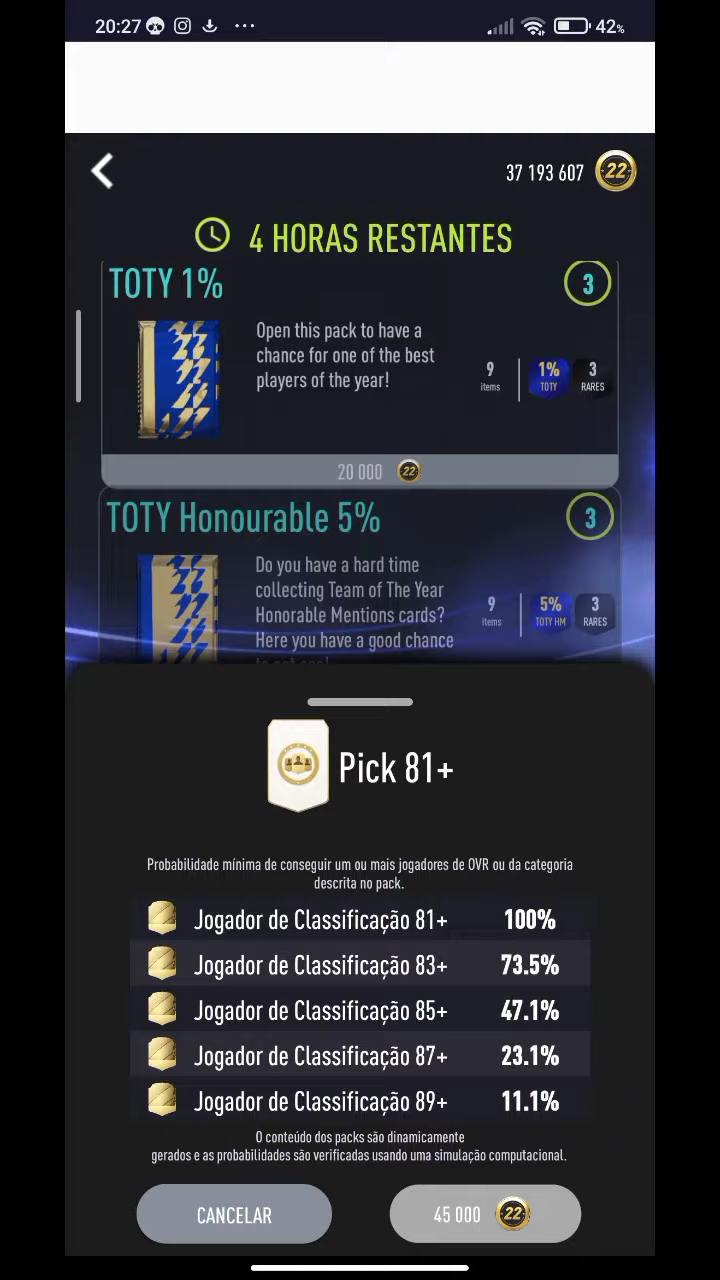 20:27 ... 42%
37 193 607 22
4 HORAS RESTANTES
TOTY 1% 3
Open this pack to have a
chance for one of the best
players of the year!
9 1% 3
items TOTY RARES
20 000 22
TOTY Honourable 5% 3
Do you have a hard time
collecting Team of The Year
Honorable Mentions cards?
Here you have a good chance
9 5% 3
items TOTY HM RARES
Pick 81+
Probabilidade mínima de conseguir um ou mais jogadores de OVR ou da categoria
descrita no pack.
Jogador de Classificação 81+ 100%
Jogador de Classificação 83+ 73.5%
Jogador de Classificação 85+ 47.1%
Jogador de Classificação 87+ 23.1%
Jogador de Classificação 89+ 11.1%
O conteúdo dos packs são dinamicamente
gerados e as probabilidades são verificadas usando uma simulação computacional.
CANCELAR 45 000 22